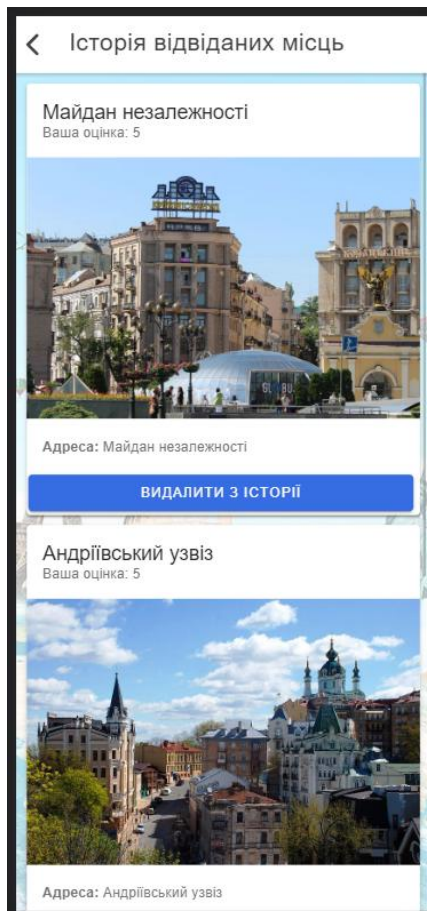 Історія відвіданих місць
Майдан незалежності
Ваша оцінка: 5
Адреса: Майдан незалежності
ВИДАЛИТИ З ІСТОРІЇ
Андріївський узвіз
Ваша оцінка: 5
Адреса: Андріївський узвіз